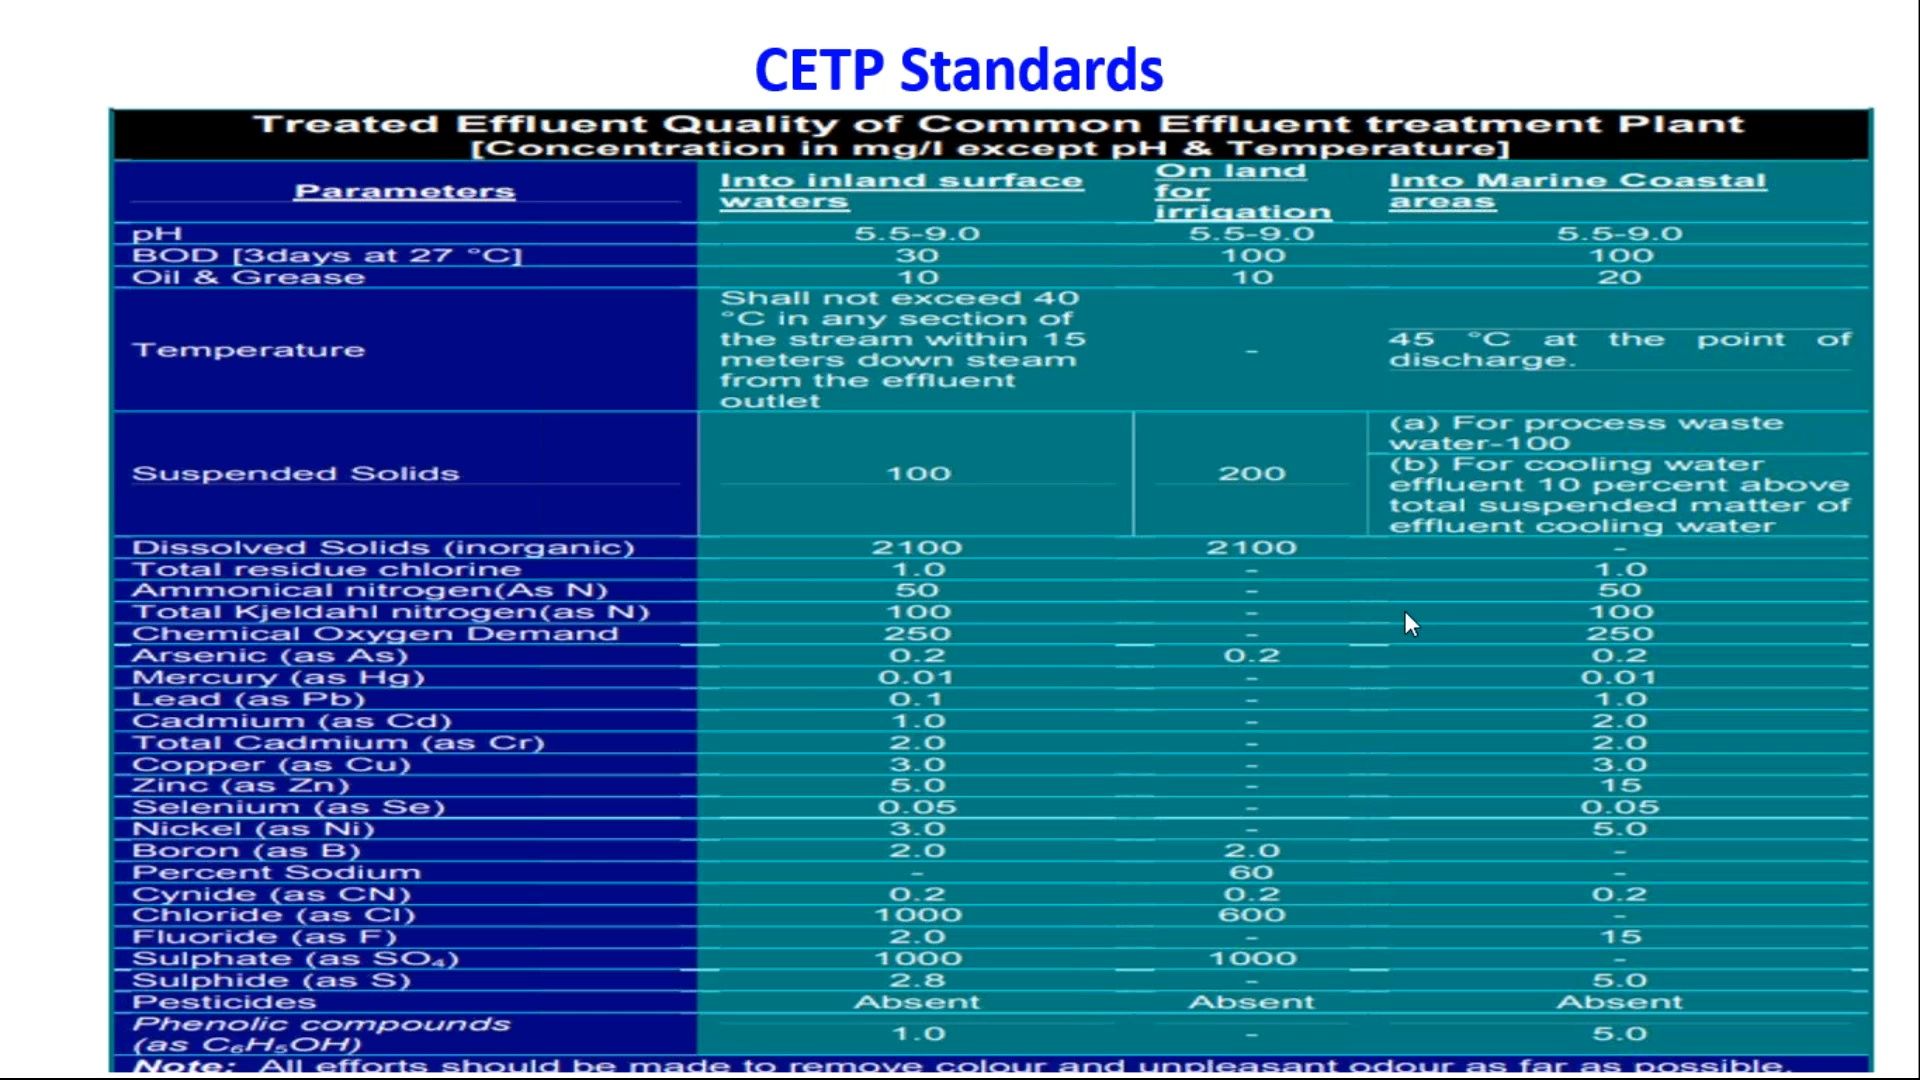 CETP Standards
Treated Effluent Quality of Common Effluent treatment Plant
[Concentration in mg/l except pH & Temperature]
Parameters Into inland surface waters On land for irrigation Into Marine Coastal areas
pH 5.5-9.0 5.5-9.0 5.5-9.0
BOD [3days at 27 °C] 30 100 100
Oil & Grease 10 10 20
Temperature Shall not exceed 40 °C in any section of the stream within 15 meters down steam from the effluent outlet - 45 °C at the point of discharge.
Suspended Solids 100 200 (a) For process waste water-100
(b) For cooling water effluent 10 percent above total suspended matter of effluent cooling water
Dissolved Solids (inorganic) 2100 2100 -
Total residue chlorine 1.0 - 1.0
Ammonical nitrogen(As N) 50 - 50
Total Kjeldahl nitrogen(as N) 100 - 100
Chemical Oxygen Demand 250 - 250
Arsenic (as As) 0.2 0.2 0.2
Mercury (as Hg) 0.01 - 0.01
Lead (as Pb) 0.1 - 1.0
Cadmium (as Cd) 1.0 - 2.0
Total Cadmium (as Cr) 2.0 - 2.0
Copper (as Cu) 3.0 - 3.0
Zinc (as Zn) 5.0 - 15
Selenium (as Se) 0.05 - 0.05
Nickel (as Ni) 3.0 - 5.0
Boron (as B) 2.0 2.0 -
Percent Sodium - 60 -
Cynide (as CN) 0.2 0.2 0.2
Chloride (as Cl) 1000 600 -
Fluoride (as F) 2.0 - 15
Sulphate (as SO₄) 1000 1000 -
Sulphide (as S) 2.8 - 5.0
Pesticides Absent Absent Absent
Phenolic compounds (as C₆H₅OH) 1.0 - 5.0
Note: All efforts should be made to remove colour and unpleasant odour as far as possible.